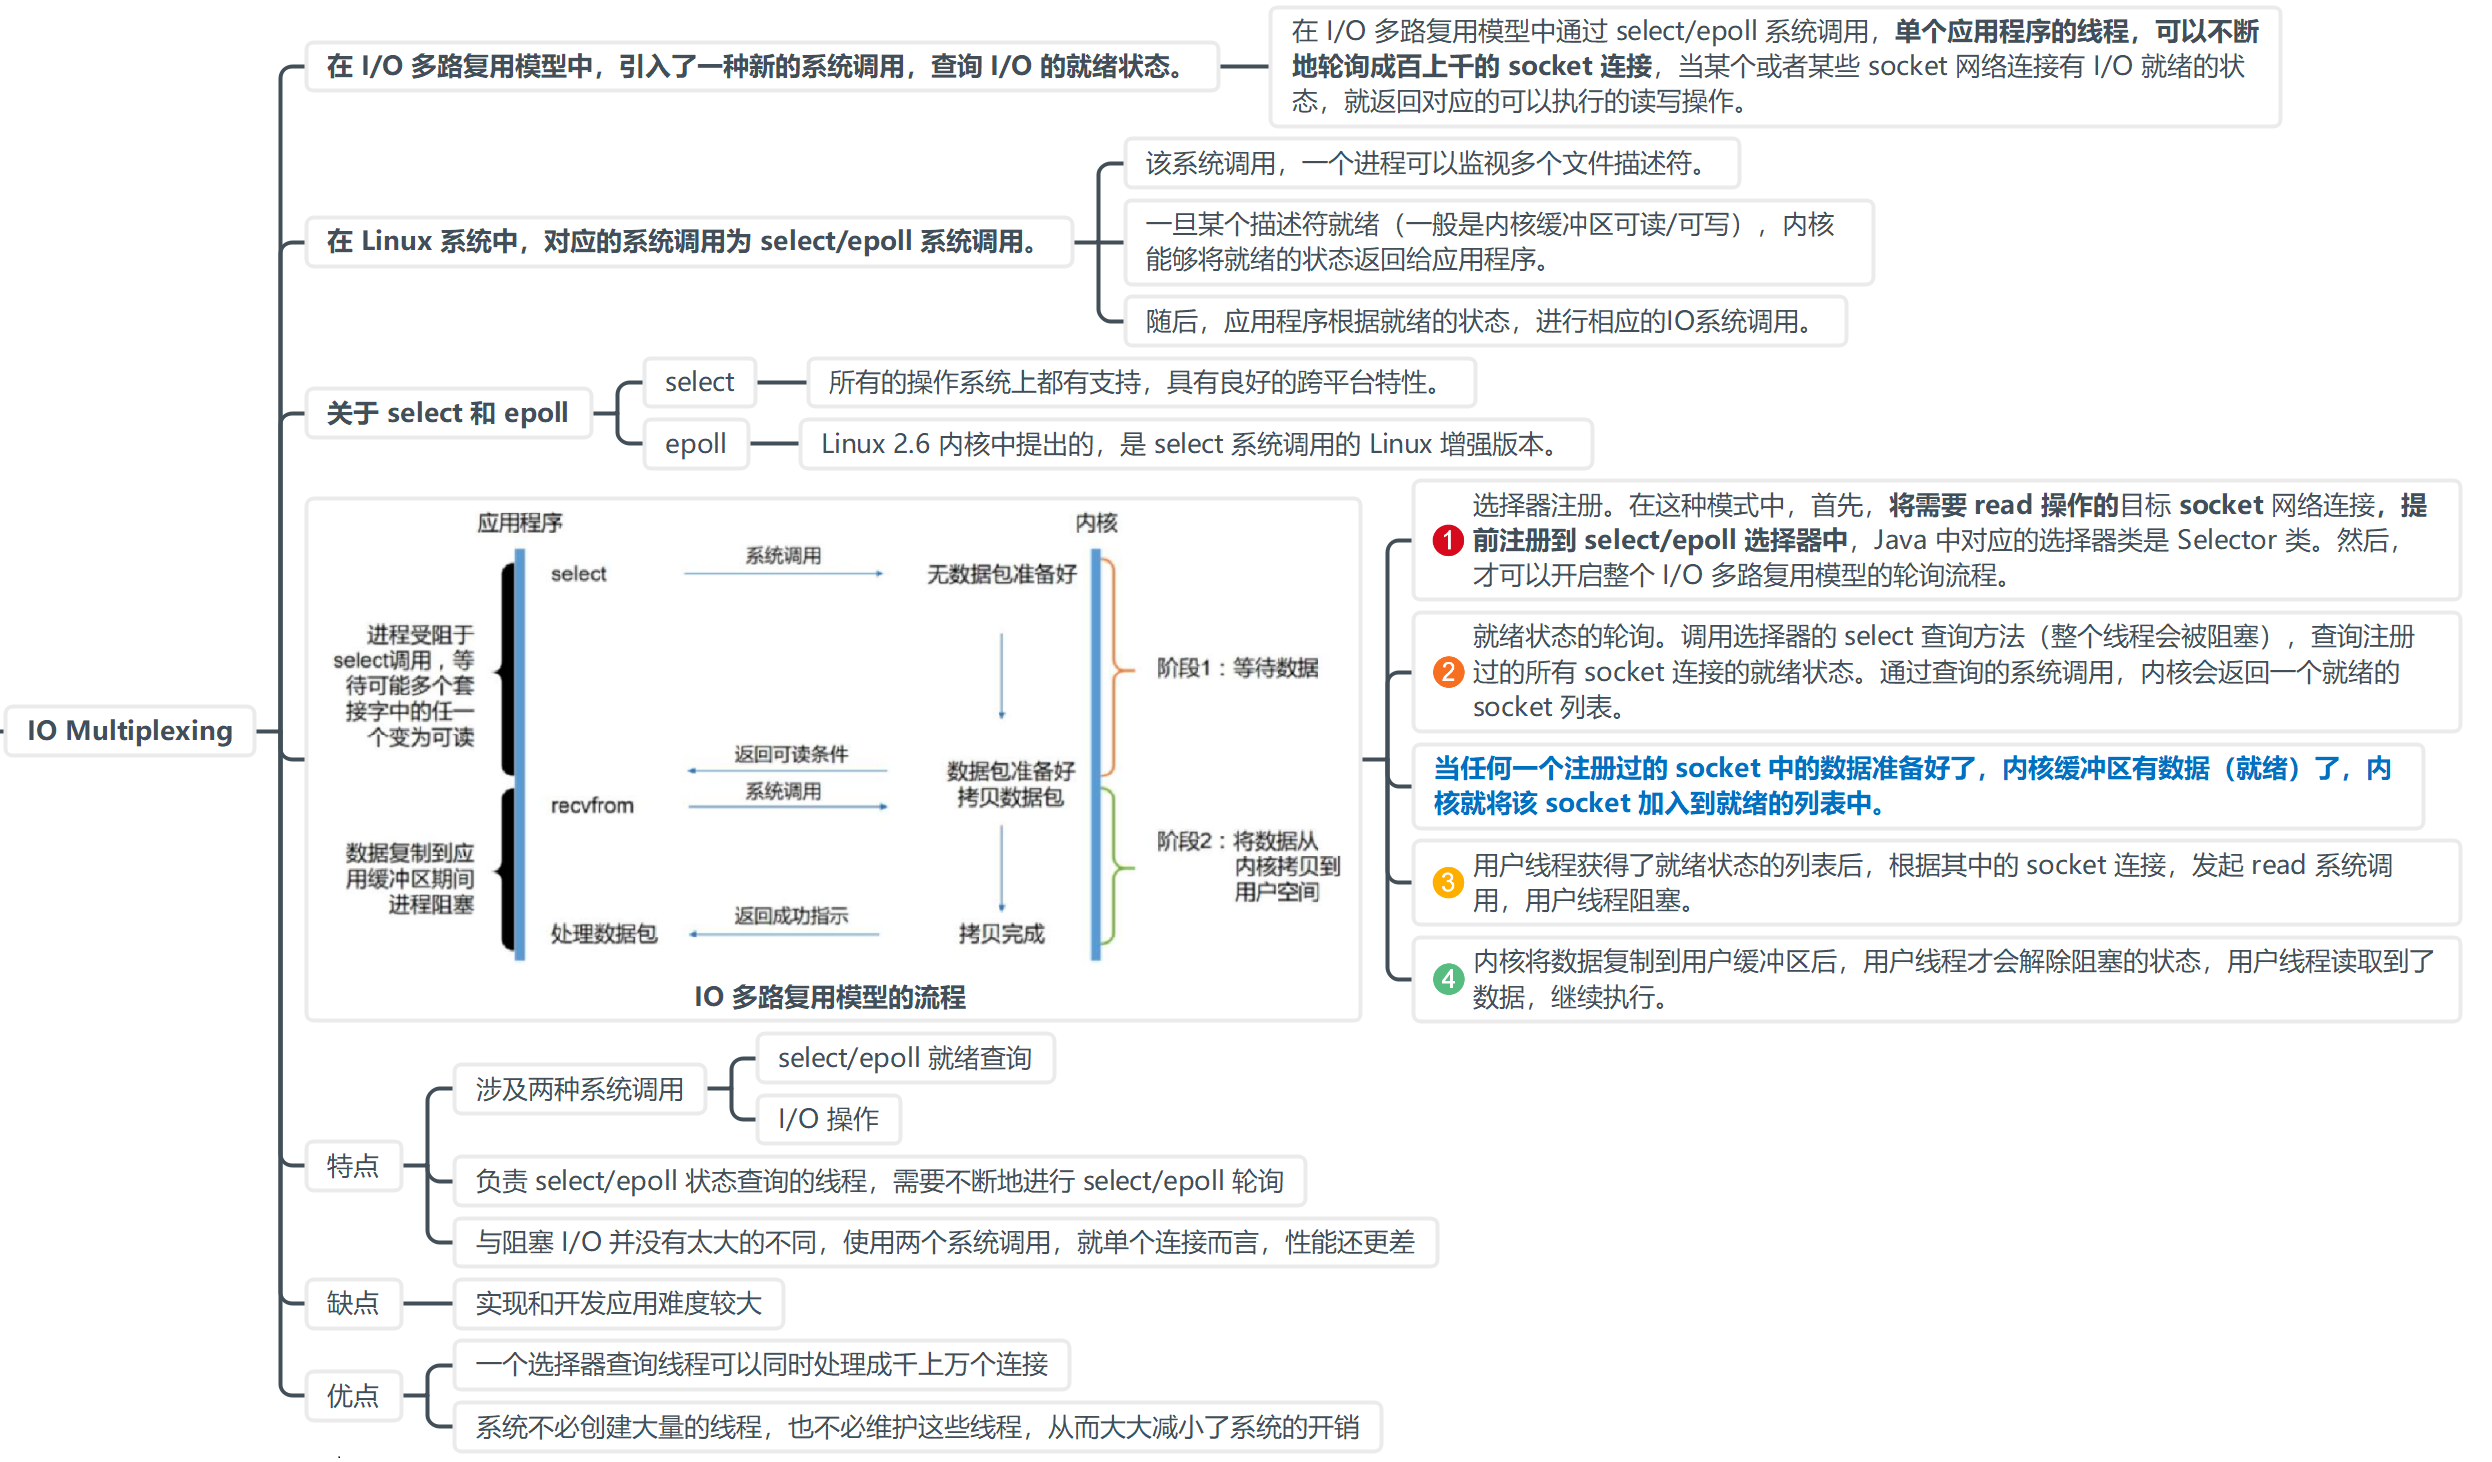 IO Multiplexing
在 I/O 多路复用模型中，引入了一种新的系统调用，查询 I/O 的就绪状态。
在 I/O 多路复用模型中通过 select/epoll 系统调用，单个应用程序的线程，可以不断
地轮询成百上千的 socket 连接，当某个或者某些 socket 网络连接有 I/O 就绪的状
态，就返回对应的可以执行的读写操作。
在 Linux 系统中，对应的系统调用为 select/epoll 系统调用。
该系统调用，一个进程可以监视多个文件描述符。
一旦某个描述符就绪（一般是内核缓冲区可读/可写），内核
能够将就绪的状态返回给应用程序。
随后，应用程序根据就绪的状态，进行相应的IO系统调用。
关于 select 和 epoll
select
所有的操作系统上都有支持，具有良好的跨平台特性。
epoll
Linux 2.6 内核中提出的，是 select 系统调用的 Linux 增强版本。
应用程序
内核
select
系统调用
无数据包准备好
进程受阻于
select调用，等
待可能多个套
接字中的任一
个变为可读
阶段1：等待数据
返回可读条件
数据包准备好
系统调用
拷贝数据包
recvfrom
数据复制到应
用缓冲区期间
进程阻塞
阶段2：将数据从
内核拷贝到
用户空间
返回成功指示
处理数据包
拷贝完成
IO 多路复用模型的流程
1
选择器注册。在这种模式中，首先，将需要 read 操作的目标 socket 网络连接，提
前注册到 select/epoll 选择器中，Java 中对应的选择器类是 Selector 类。然后，
才可以开启整个 I/O 多路复用模型的轮询流程。
2
就绪状态的轮询。调用选择器的 select 查询方法（整个线程会被阻塞），查询注册
过的所有 socket 连接的就绪状态。通过查询的系统调用，内核会返回一个就绪的
socket 列表。
当任何一个注册过的 socket 中的数据准备好了，内核缓冲区有数据（就绪）了，内
核就将该 socket 加入到就绪的列表中。
3
用户线程获得了就绪状态的列表后，根据其中的 socket 连接，发起 read 系统调
用，用户线程阻塞。
4
内核将数据复制到用户缓冲区后，用户线程才会解除阻塞的状态，用户线程读取到了
数据，继续执行。
特点
涉及两种系统调用
select/epoll 就绪查询
I/O 操作
负责 select/epoll 状态查询的线程，需要不断地进行 select/epoll 轮询
与阻塞 I/O 并没有太大的不同，使用两个系统调用，就单个连接而言，性能还更差
缺点
实现和开发应用难度较大
优点
一个选择器查询线程可以同时处理成千上万个连接
系统不必创建大量的线程，也不必维护这些线程，从而大大减小了系统的开销